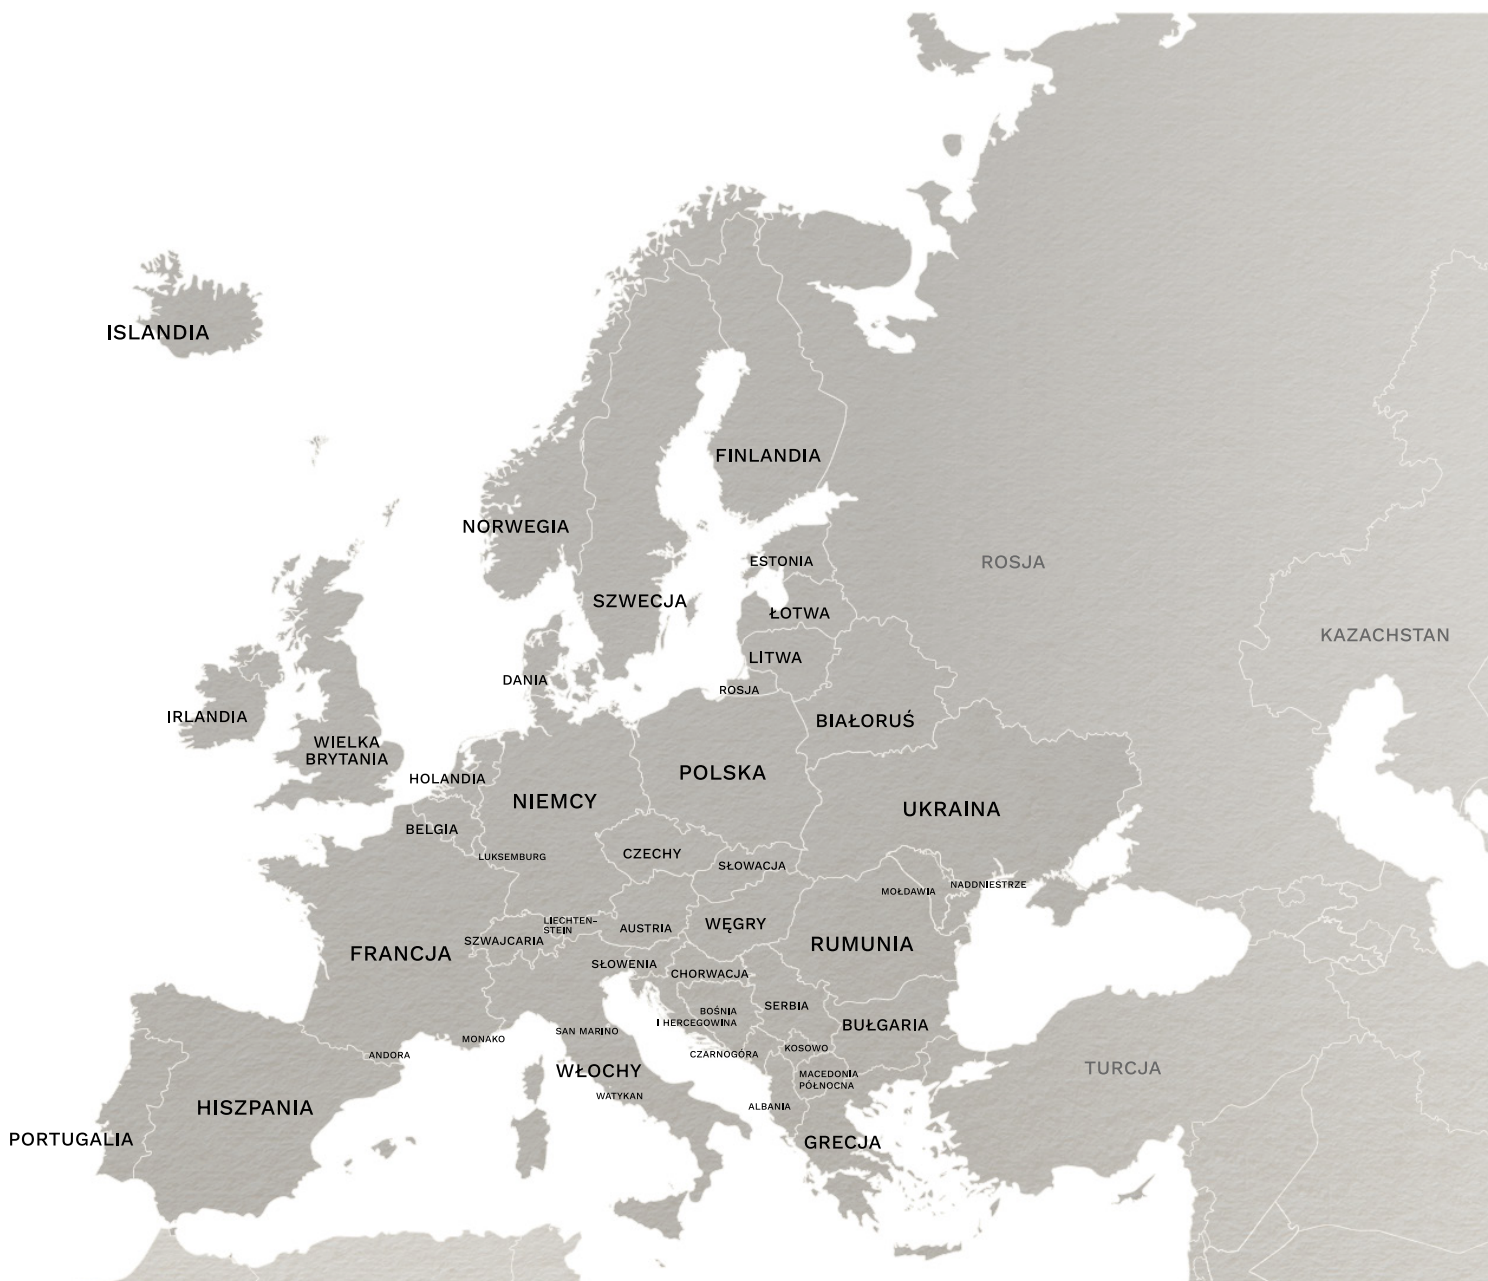 ISLANDIA
FINLANDIA
NORWEGIA
ESTONIA
ROSJA
SZWECJA
ŁOTWA
KAZACHSTAN
LITWA
DANIA
ROSJA
IRLANDIA
BIAŁORUŚ
WIELKA
BRYTANIA
HOLANDIA
POLSKA
NIEMCY
UKRAINA
BELGIA
LUKSEMBURG
CZECHY
SŁOWACJA
MOŁDAWIA
NADDNIESTRZE
LIECHTEN-
STEIN
AUSTRIA
WĘGRY
SZWAJCARIA
RUMUNIA
FRANCJA
SŁOWENIA
CHORWACJA
SERBIA
BOŚNIA
I HERCEGOWINA
BUŁGARIA
SAN MARINO
MONAKO
KOSOWO
CZARNOGÓRA
ANDORA
WŁOCHY
TURCJA
MACEDONIA
PÓŁNOCNA
WATYKAN
HISZPANIA
ALBANIA
PORTUGALIA
GRECJA